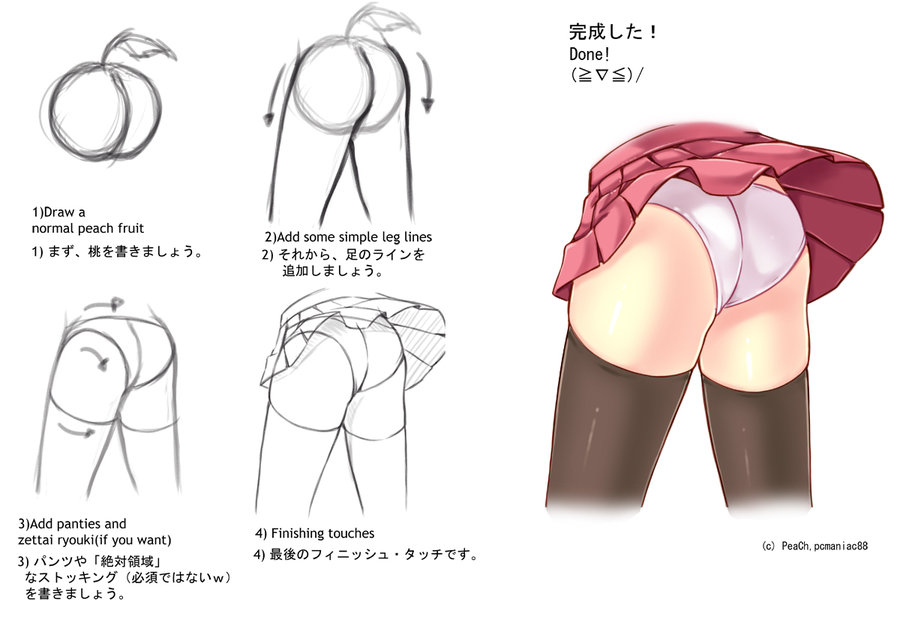 1)Draw a
normal peach fruit
1) まず、桃を書きましょう。
2)Add some simple leg lines
2) それから、足のラインを
追加しましょう。
3)Add panties and
zettai ryouki(if you want)
3) パンツや「絶対領域」
なストッキング（必須ではないｗ）
を書きましょう。
4) Finishing touches
4) 最後のフィニッシュ・タッチです。
完成した！
Done!
(≧∇≦)/
(c) PeaCh,pcmaniac88